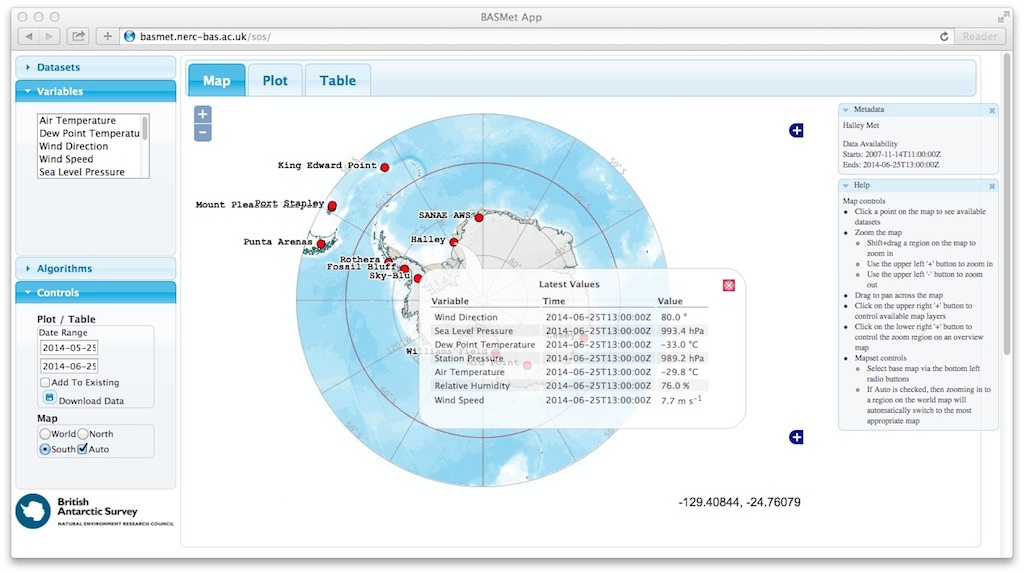 BASMet App
basmet.nerc-bas.ac.uk/sos/
Reader
Datasets
Variables
Air Temperature
Dew Point Temperatu
Wind Direction
Wind Speed
Sea Level Pressure
Algorithms
Controls
Plot / Table
Date Range
2014-05-25
2014-06-25
Add To Existing
Download Data
Map
World North
South Auto
British
Antarctic Survey
NATURAL ENVIRONMENT RESEARCH COUNCIL
Map Plot Table
+
-
King Edward Point
Port Stanley
Punta Arenas
SANAE AWS
Halley
Rothera
Fossil Bluff
Sky-Blu
Latest Values
Variable Time Value
Wind Direction 2014-06-25T13:00:00Z 80.0 °
Sea Level Pressure 2014-06-25T13:00:00Z 993.4 hPa
Dew Point Temperature 2014-06-25T13:00:00Z −33.0 °C
Station Pressure 2014-06-25T13:00:00Z 989.2 hPa
Air Temperature 2014-06-25T13:00:00Z −29.8 °C
Relative Humidity 2014-06-25T13:00:00Z 76.0 %
Wind Speed 2014-06-25T13:00:00Z 7.7 m s⁻¹
-129.40844, -24.76079
Metadata
Halley Met
Data Availability
Starts: 2007-11-14T11:00:00Z
Ends: 2014-06-25T13:00:00Z
Help
Map controls
Click a point on the map to see available
datasets
Zoom the map
Shift+drag a region on the map to
zoom in
Use the upper left '+' button to zoom in
Use the upper left '-' button to zoom
out
Drag to pan across the map
Click on the upper right '+' button to
control available map layers
Click on the lower right '+' button to
control the zoom region on an overview
map
Mapset controls
Select base map via the bottom left
radio buttons
If Auto is checked, then zooming in to
a region on the world map will
automatically switch to the most
appropriate map